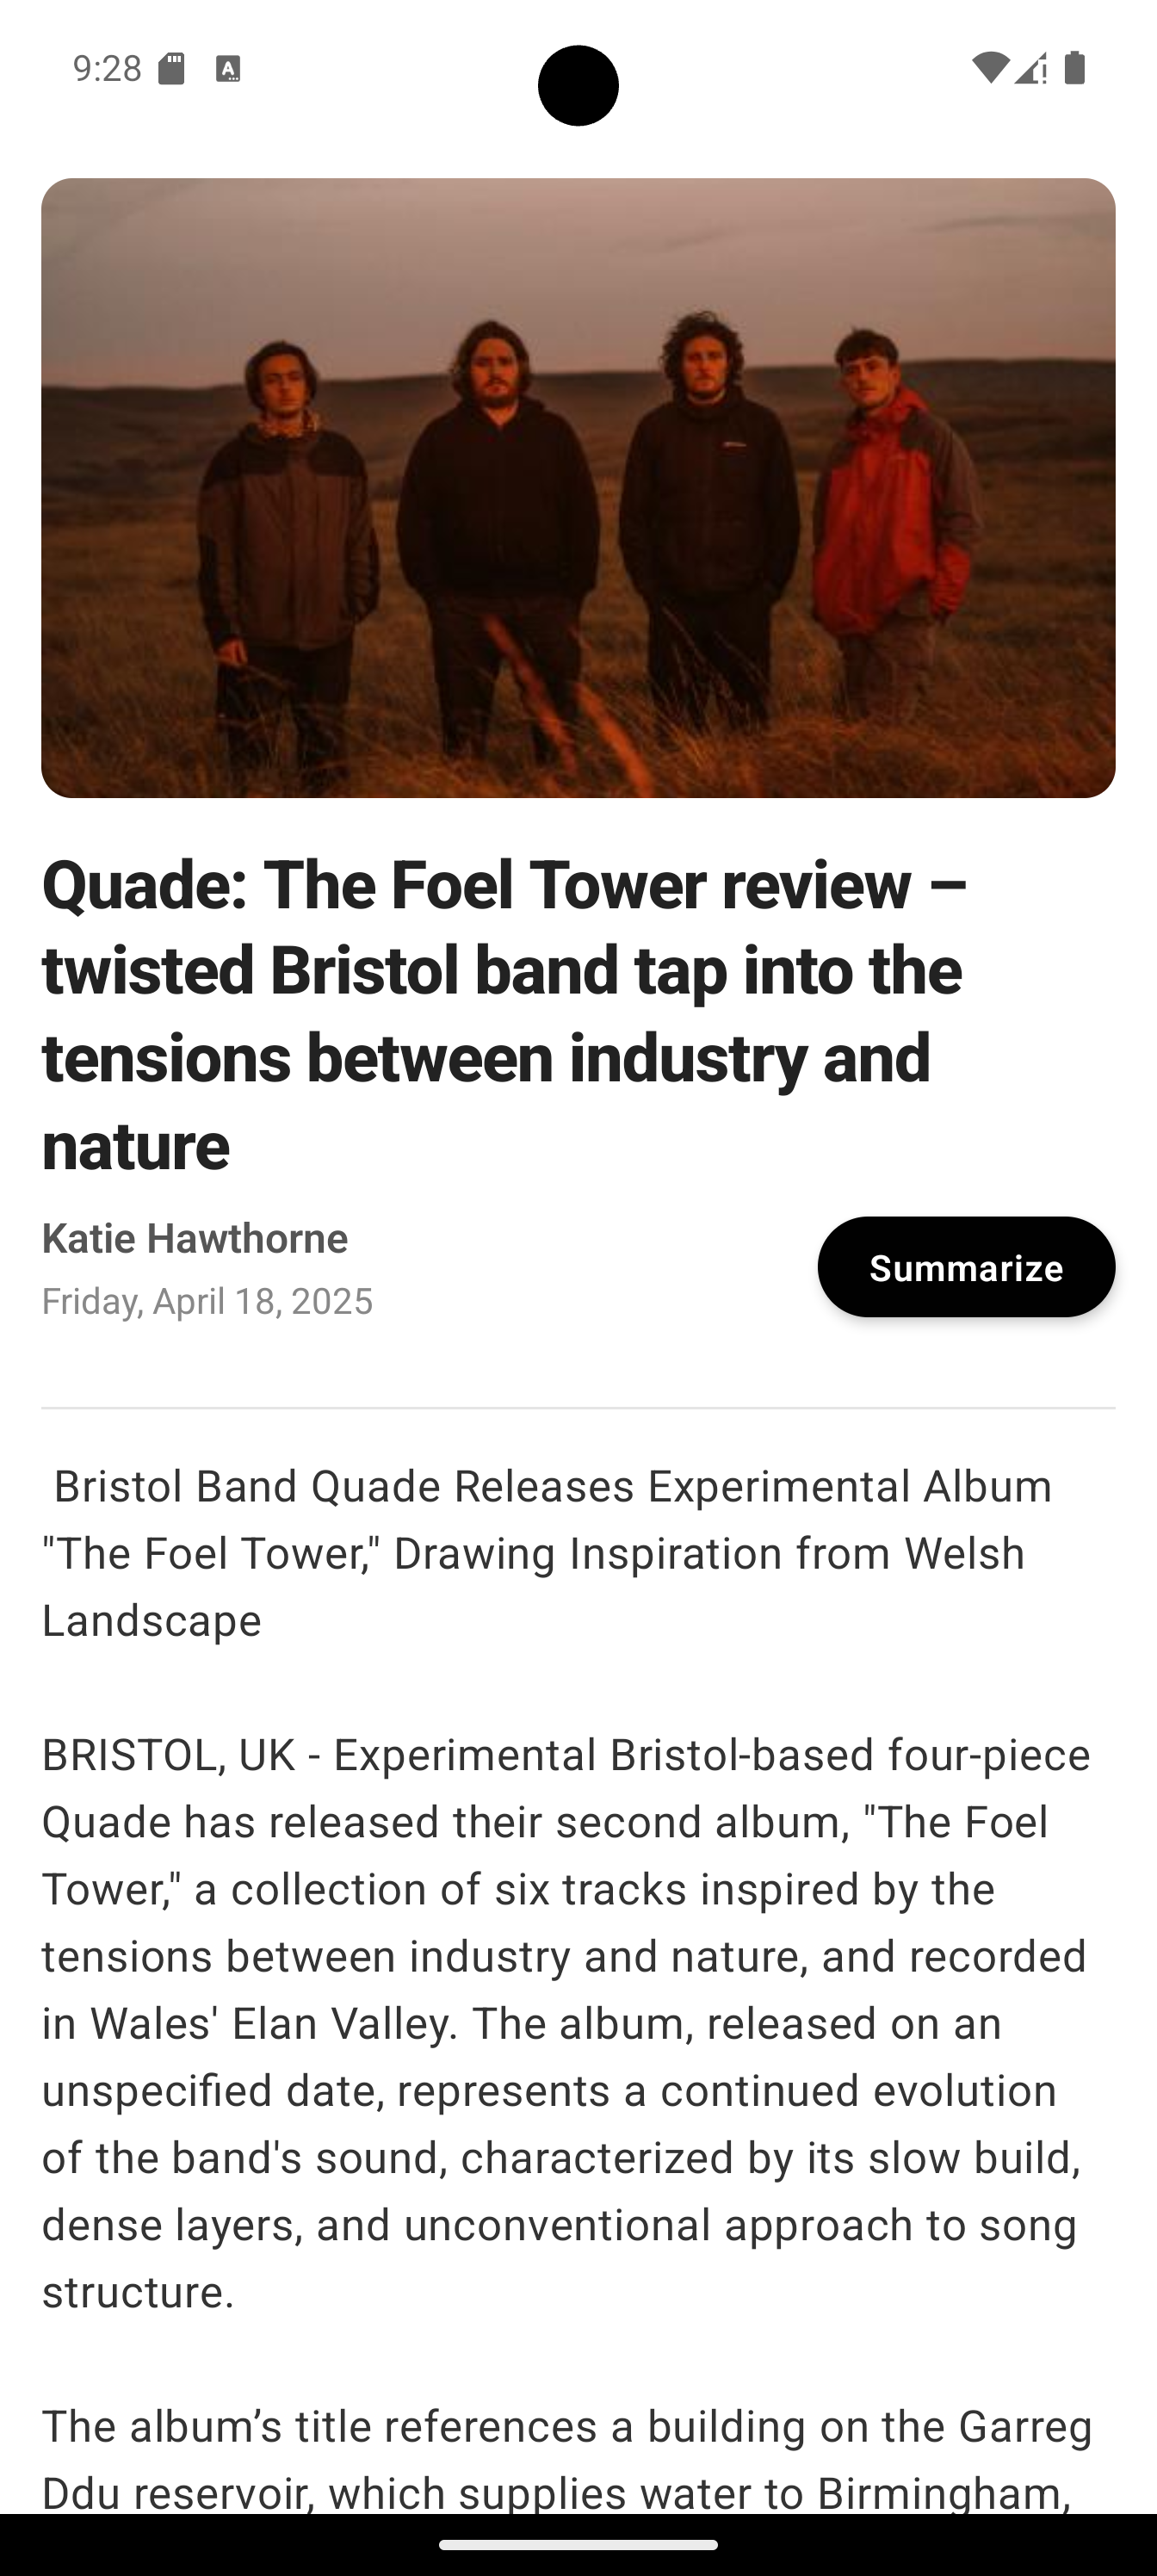 9:28
Quade: The Foel Tower review –
twisted Bristol band tap into the
tensions between industry and
nature
Katie Hawthorne
Friday, April 18, 2025
Summarize
Bristol Band Quade Releases Experimental Album
"The Foel Tower," Drawing Inspiration from Welsh
Landscape
BRISTOL, UK - Experimental Bristol-based four-piece
Quade has released their second album, "The Foel
Tower," a collection of six tracks inspired by the
tensions between industry and nature, and recorded
in Wales' Elan Valley. The album, released on an
unspecified date, represents a continued evolution
of the band's sound, characterized by its slow build,
dense layers, and unconventional approach to song
structure.
The album’s title references a building on the Garreg
Ddu reservoir, which supplies water to Birmingham,